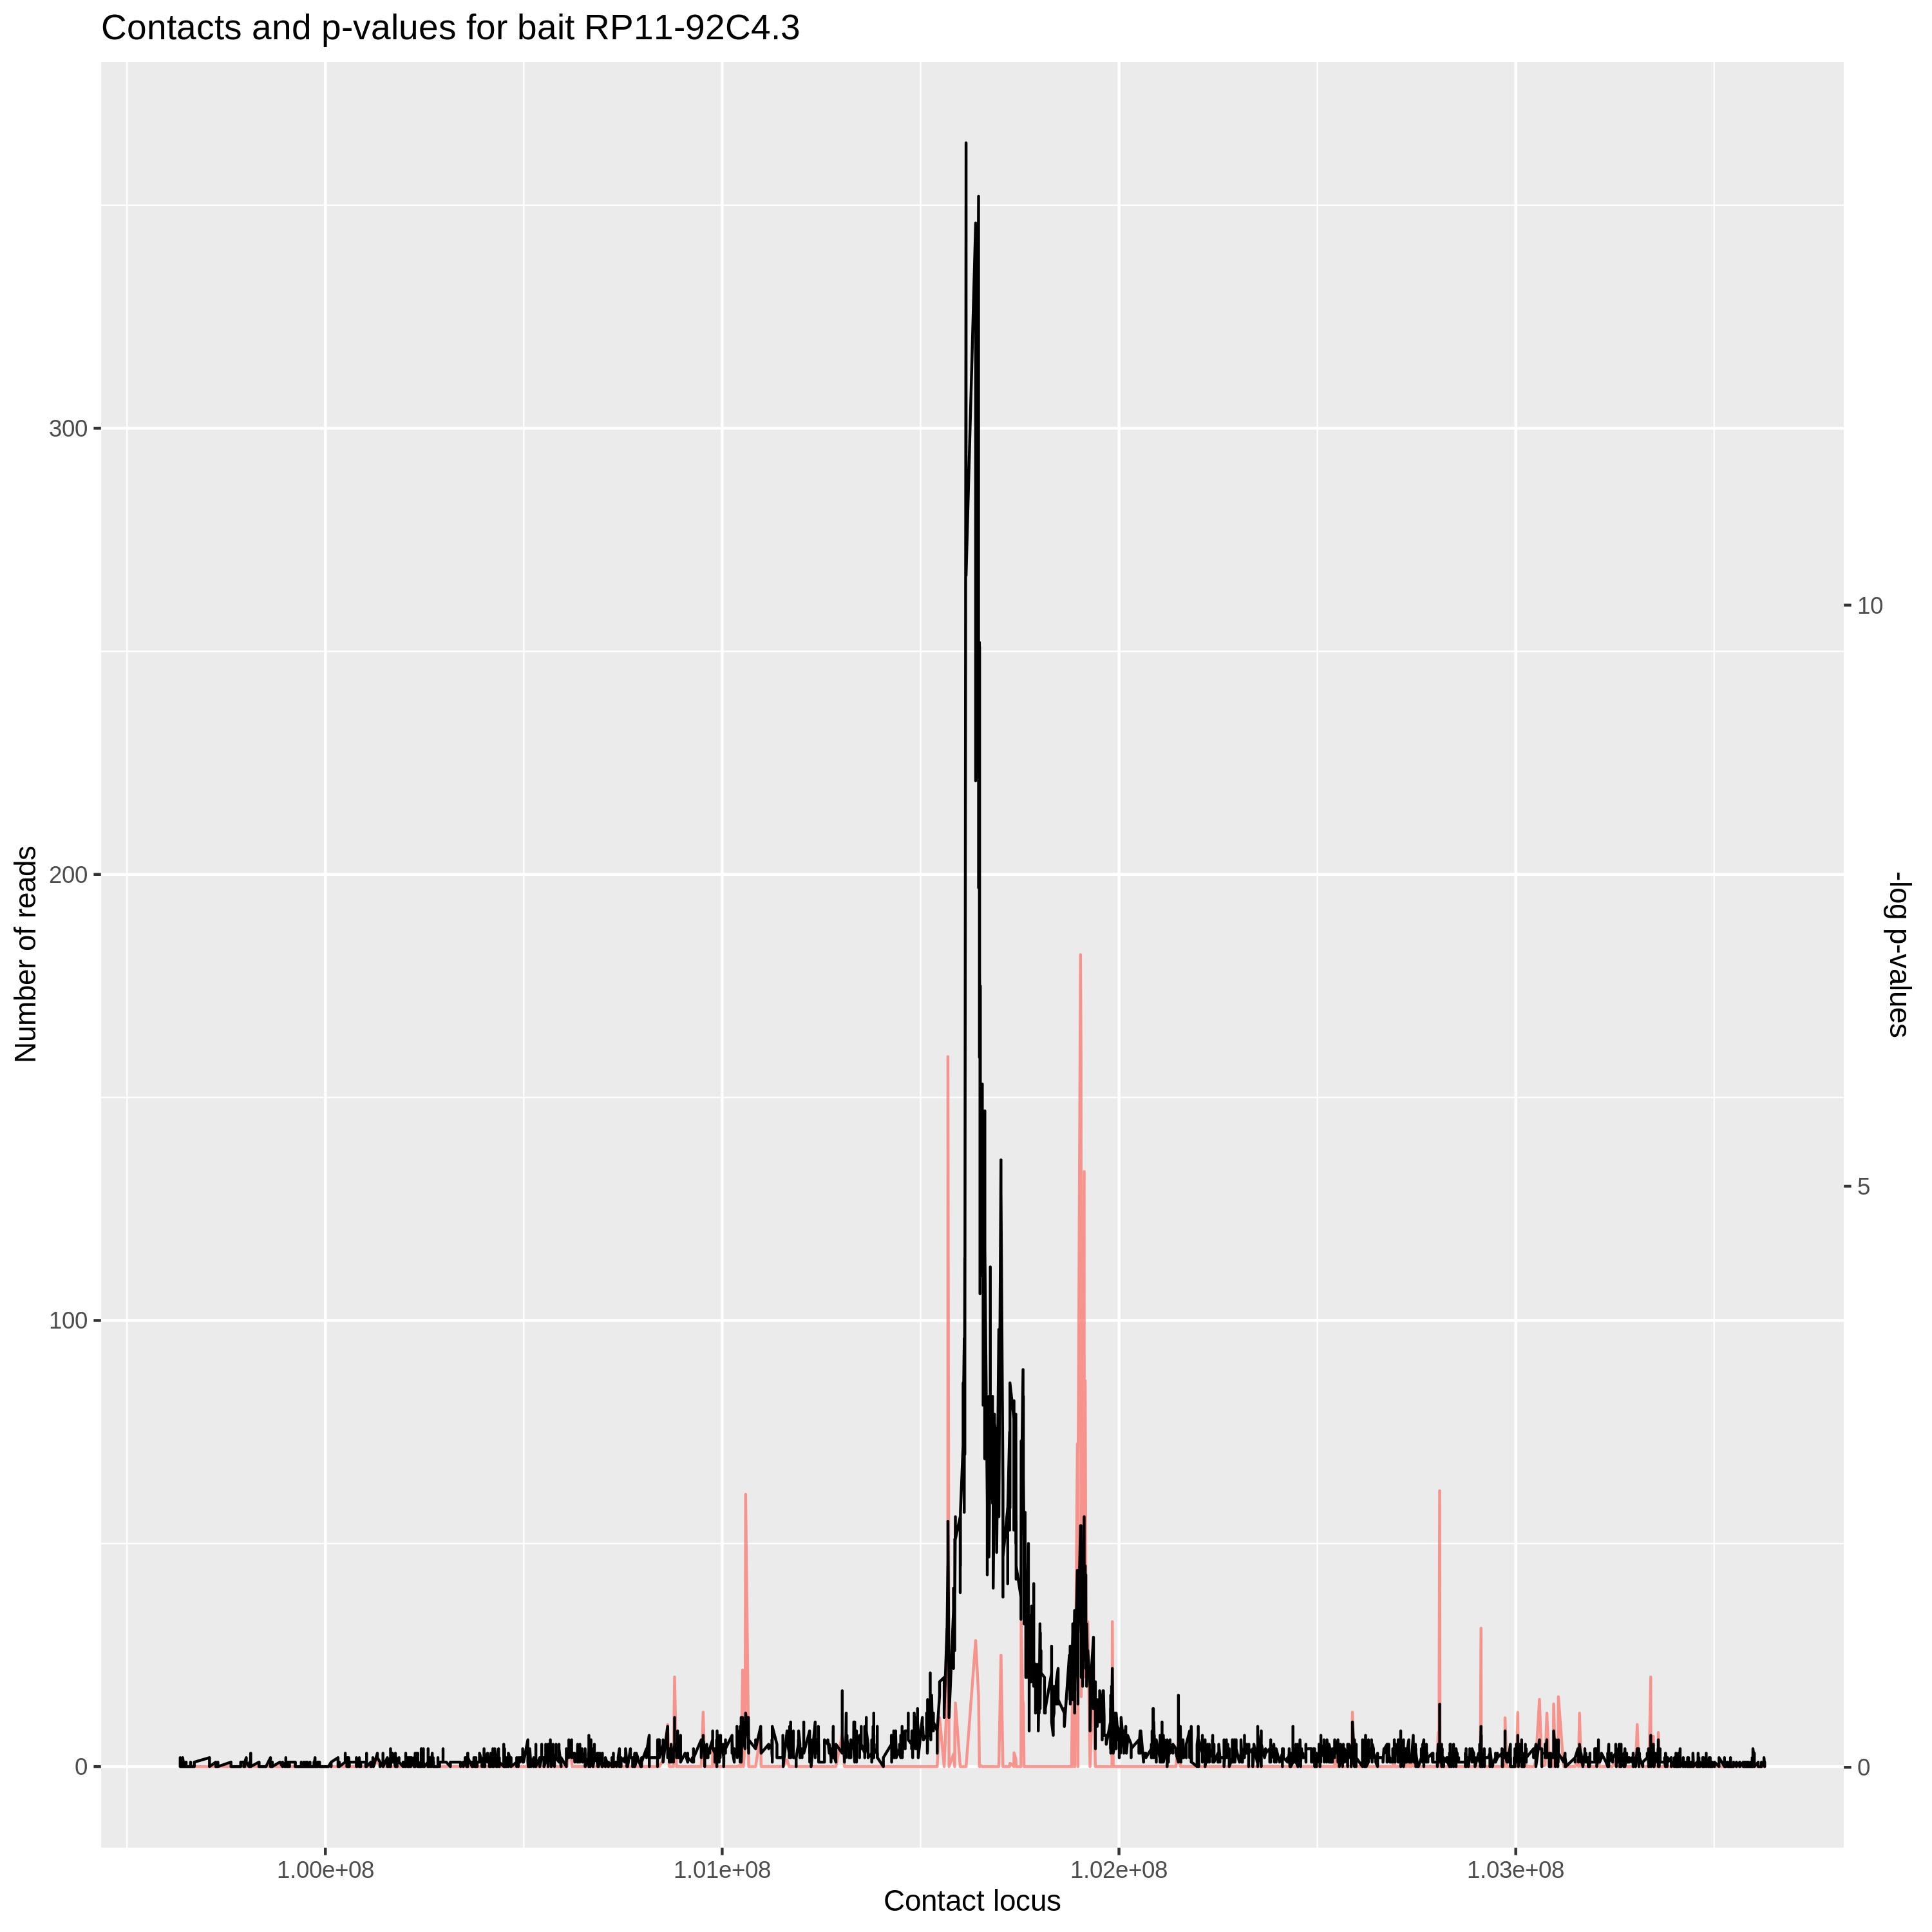 Contacts and p-values for bait RP11-92C4.3
300
200
100
0
Number of reads
10
5
0
-log p-values
1.00e+08
1.01e+08
1.02e+08
1.03e+08
Contact locus